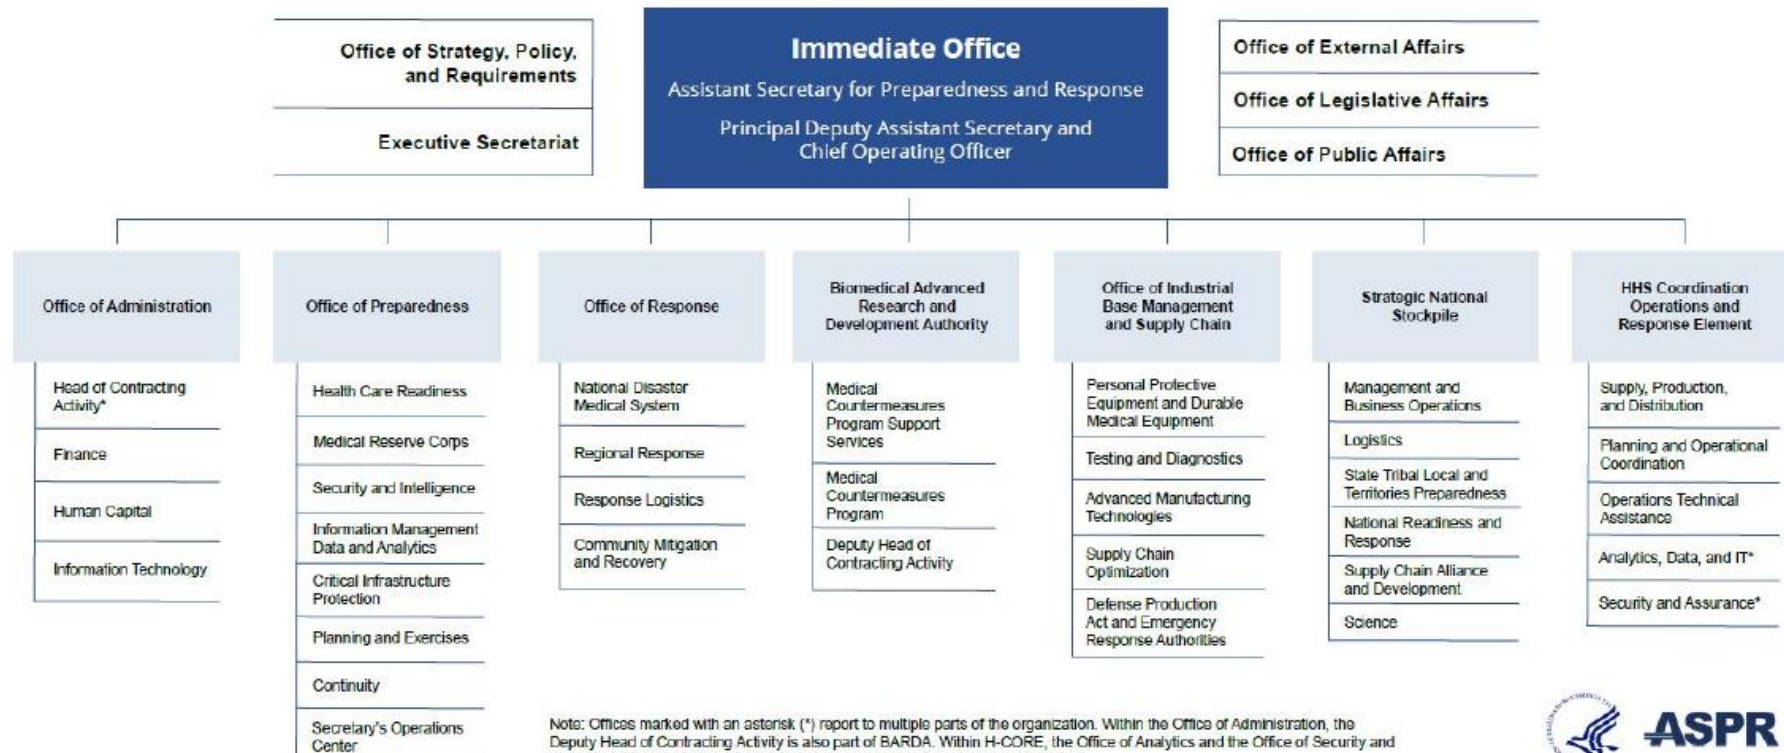 Office of Strategy, Policy,
and Requirements
Executive Secretariat
Immediate Office
Assistant Secretary for Preparedness and Response
Principal Deputy Assistant Secretary and
Chief Operating Officer
Office of External Affairs
Office of Legislative Affairs
Office of Public Affairs
Office of Administration
Head of Contracting
Activity*
Finance
Human Capital
Information Technology
Office of Preparedness
Health Care Readiness
Medical Reserve Corps
Security and Intelligence
Information Management
Data and Analytics
Critical Infrastructure
Protection
Planning and Exercises
Continuity
Secretary's Operations
Center
Office of Response
National Disaster
Medical System
Regional Response
Response Logistics
Community Mitigation
and Recovery
Biomedical Advanced
Research and
Development Authority
Medical
Countermeasures
Program Support
Services
Medical
Countermeasures
Program
Deputy Head of
Contracting Activity
Office of Industrial
Base Management
and Supply Chain
Personal Protective
Equipment and Durable
Medical Equipment
Testing and Diagnostics
Advanced Manufacturing
Technologies
Supply Chain
Optimization
Defense Production
Act and Emergency
Response Authorities
Strategic National
Stockpile
Management and
Business Operations
Logistics
State Tribal Local and
Territories Preparedness
National Readiness and
Response
Supply Chain Alliance
and Development
Science
HHS Coordination
Operations and
Response Element
Supply, Production,
and Distribution
Planning and Operational
Coordination
Operations Technical
Assistance
Analytics, Data, and IT*
Security and Assurance*
Note: Offices marked with an asterisk (*) report to multiple parts of the organization. Within the Office of Administration, the
Deputy Head of Contracting Activity is also part of BARDA. Within H-CORE, the Office of Analytics and the Office of Security and
ASPR